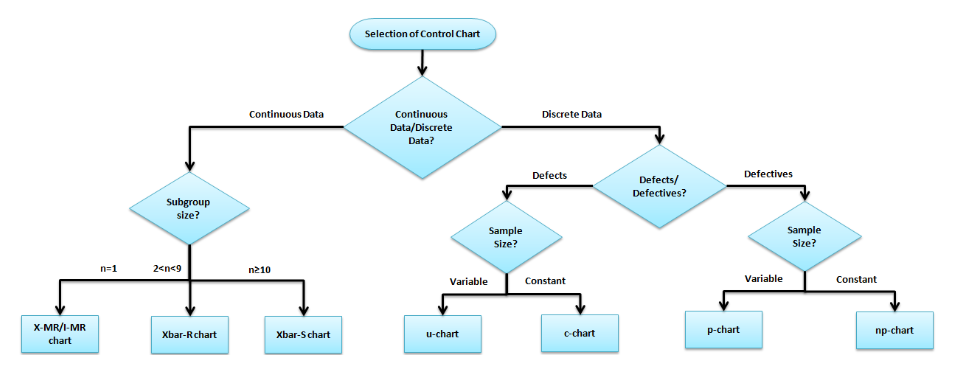 Selection of Control Chart
Continuous
Data/Discrete
Data?
Continuous Data
Discrete Data
Subgroup
size?
Defects/
Defectives?
Defects
Defectives
Sample
Size?
Sample
Size?
n=1
2<n<9
n≥10
Variable
Constant
Variable
Constant
X-MR/I-MR
chart
Xbar-R chart
Xbar-S chart
u-chart
c-chart
p-chart
np-chart